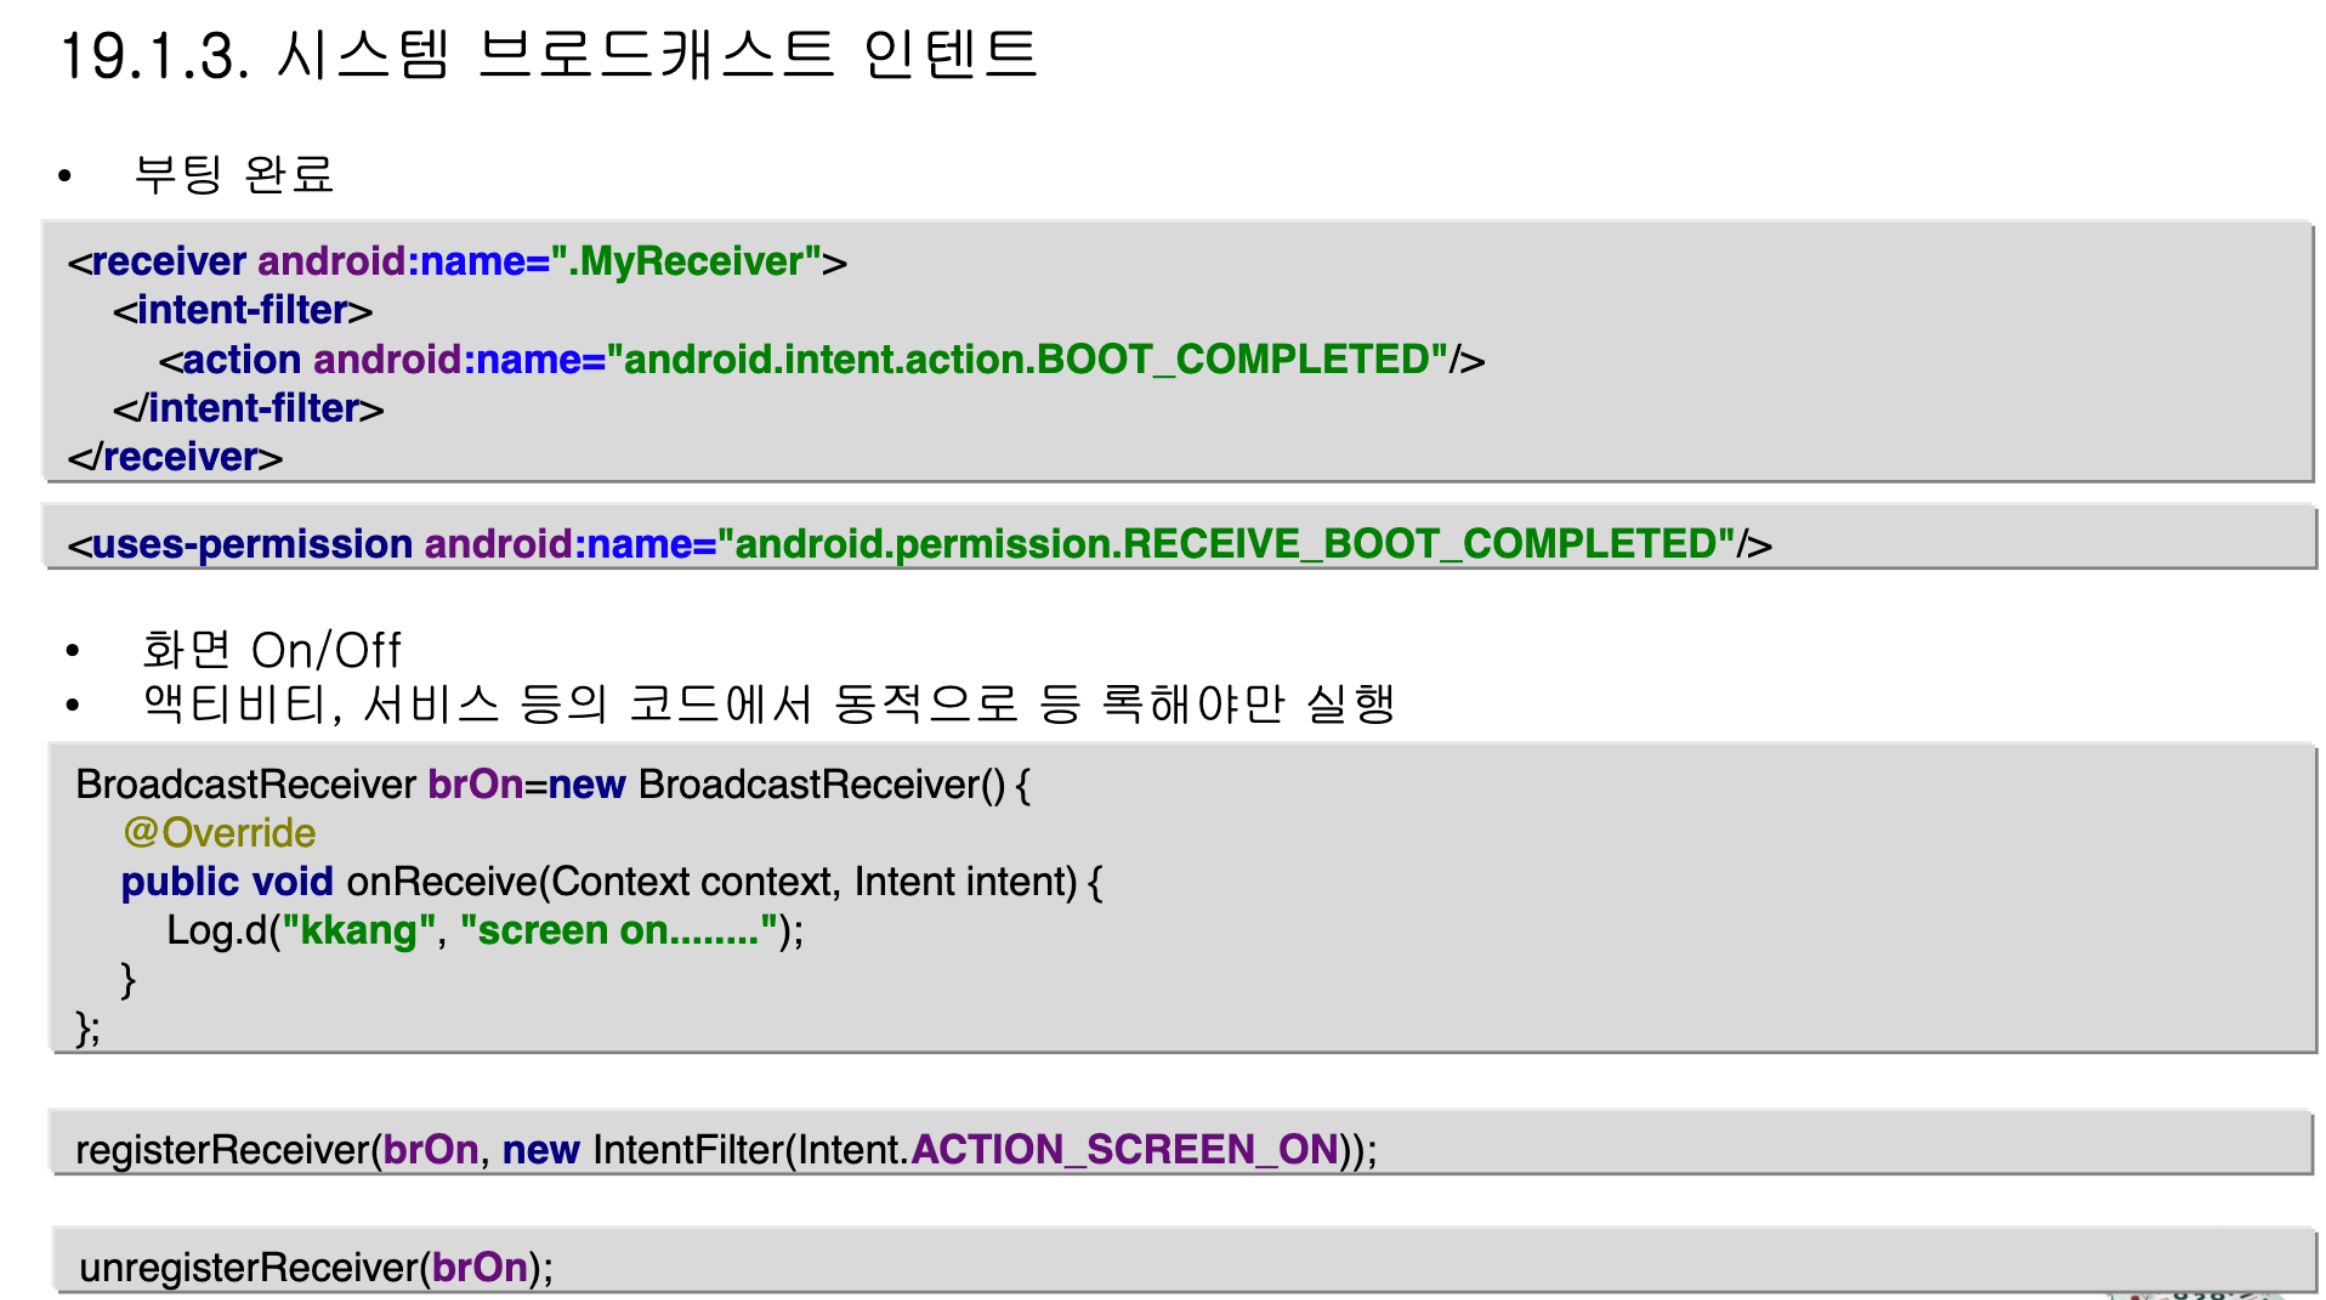 19.1.3. 시스템 브로드캐스트 인텐트
• 부팅 완료
<receiver android:name=".MyReceiver">
<intent-filter>
<action android:name="android.intent.action.BOOT_COMPLETED"/>
</intent-filter>
</receiver>
<uses-permission android:name="android.permission.RECEIVE_BOOT_COMPLETED"/>
• 화면 On/Off
• 액티비티, 서비스 등의 코드에서 동적으로 등 록해야만 실행
BroadcastReceiver brOn=new BroadcastReceiver() {
@Override
public void onReceive(Context context, Intent intent) {
Log.d("kkang", "screen on........");
}
};
registerReceiver(brOn, new IntentFilter(Intent.ACTION_SCREEN_ON));
unregisterReceiver(brOn);